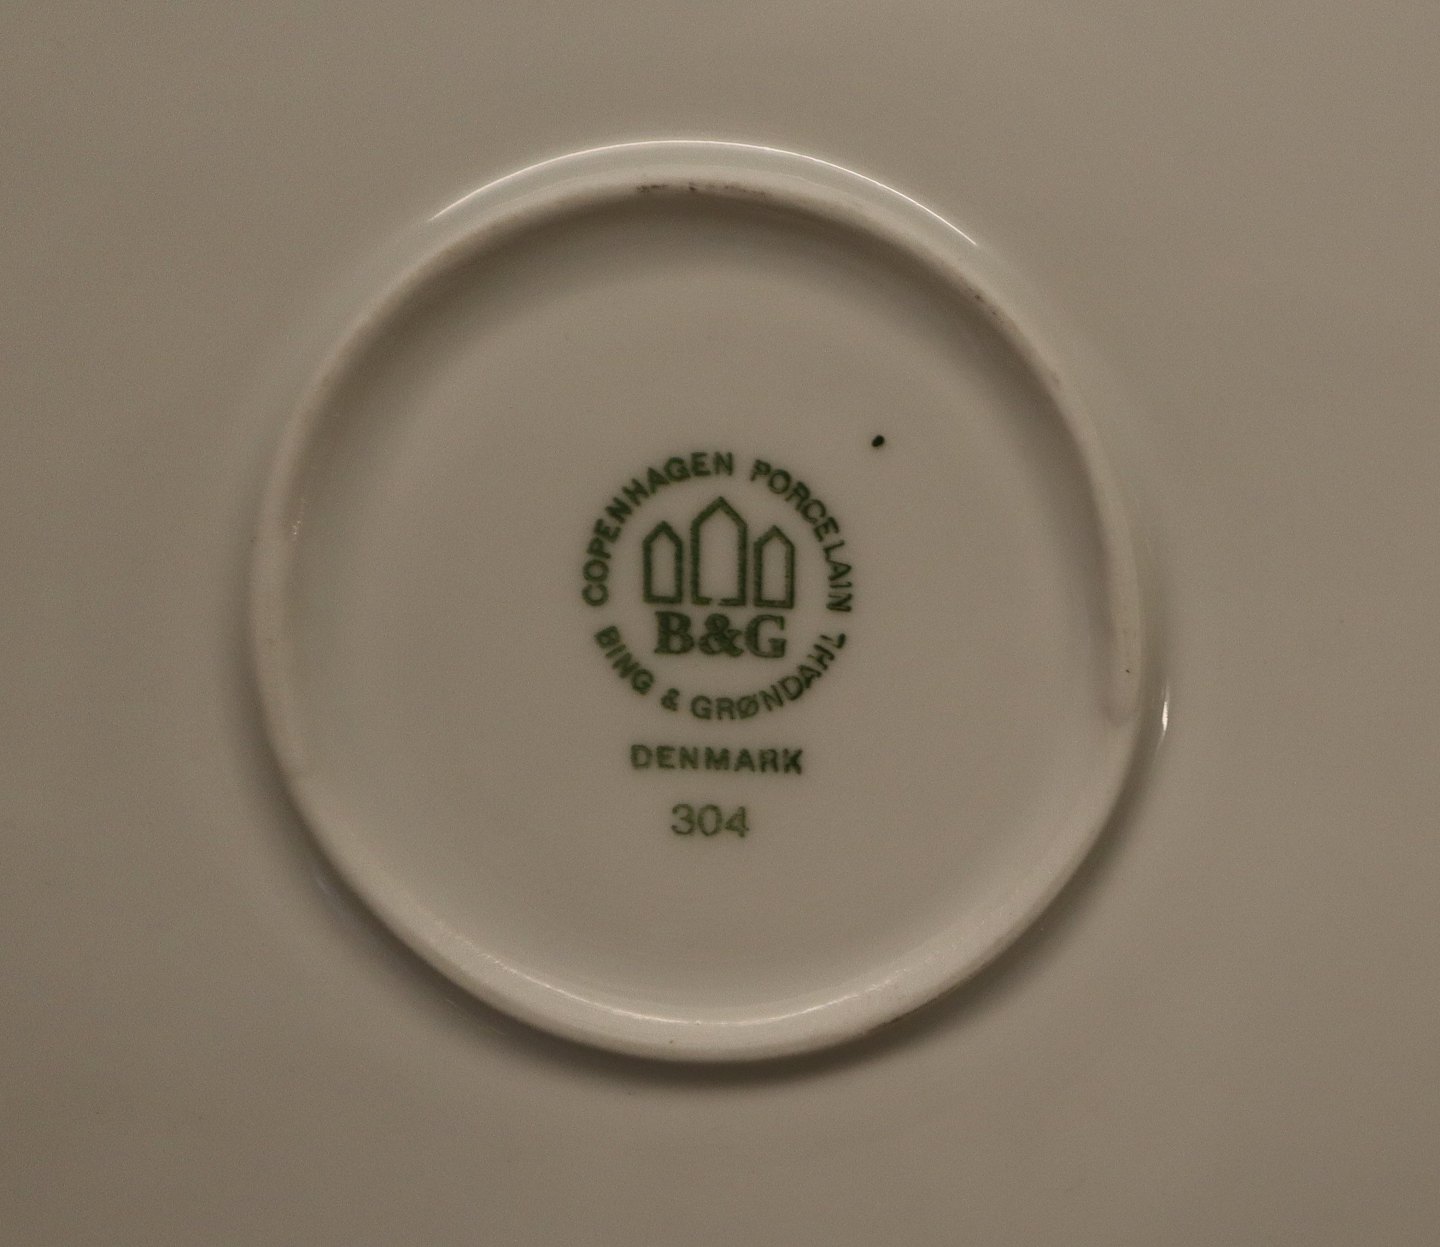 COPENHAGEN PORCELAIN
B&G
BING & GRØNDAHL
DENMARK
304